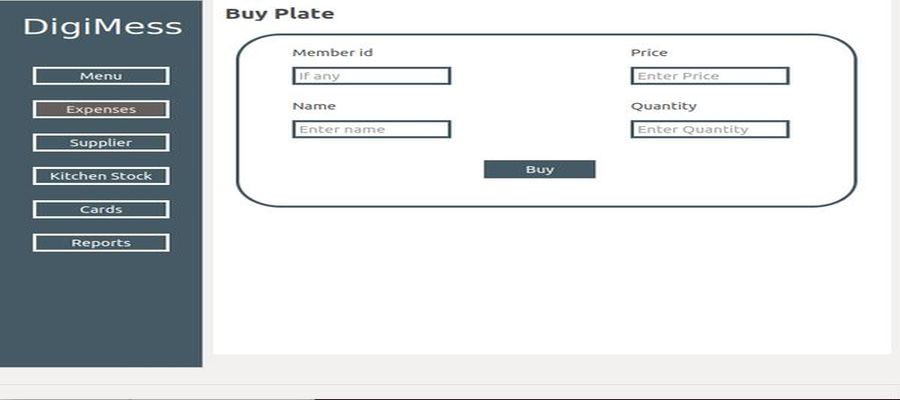 DigiMess
Menu
Expenses
Supplier
Kitchen Stock
Cards
Reports
Buy Plate
Member id
If any
Price
Enter Price
Name
Enter name
Quantity
Enter Quantity
Buy